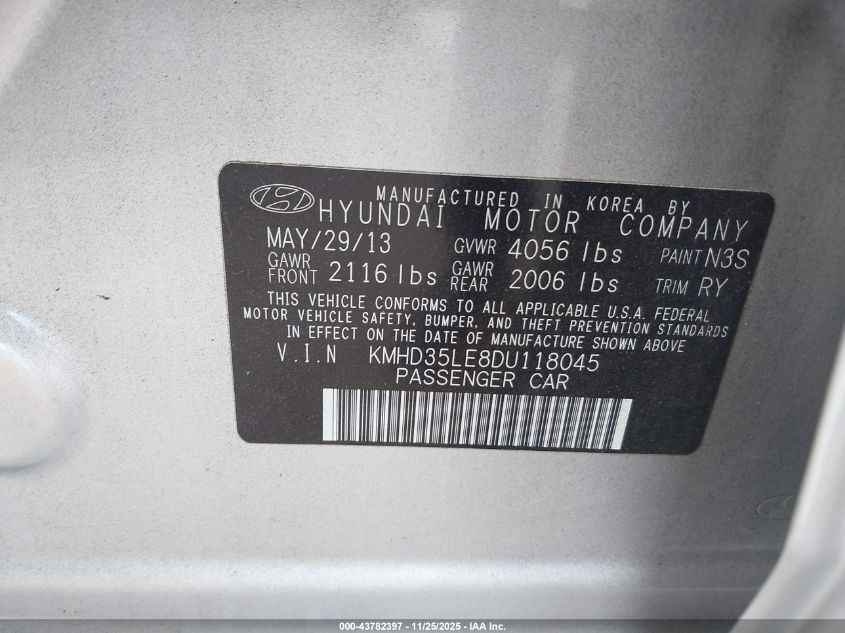 MANUFACTURED IN KOREA BY
HYUNDAI MOTOR COMPANY
MAY/29/13 GVWR 4056 lbs PAINT N3S
GAWR FRONT 2116 lbs GAWR REAR 2006 lbs TRIM RY
THIS VEHICLE CONFORMS TO ALL APPLICABLE U.S.A. FEDERAL
MOTOR VEHICLE SAFETY, BUMPER, AND THEFT PREVENTION STANDARDS
IN EFFECT ON THE DATE OF MANUFACTURE SHOWN ABOVE
V.I.N KMHD35LE8DU118045
PASSENGER CAR
000-43782397 - 11/25/2025 - IAA Inc.